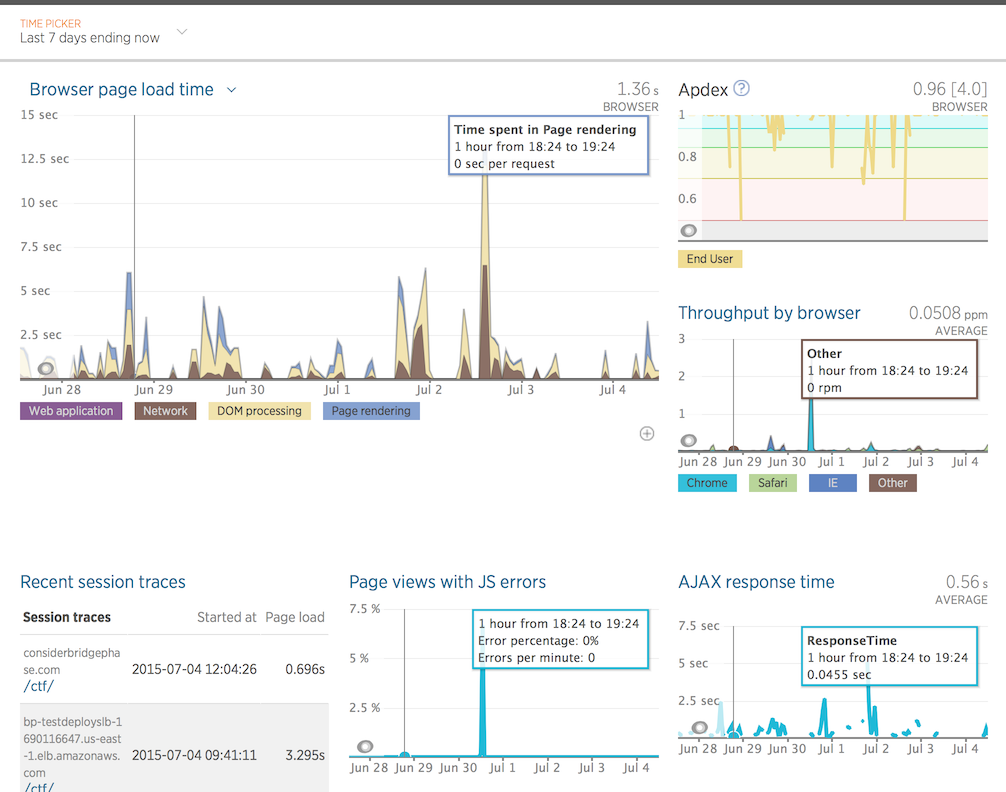 TIME PICKER
Last 7 days ending now
Browser page load time
1.36 s
BROWSER
15 sec
12.5 sec
10 sec
7.5 sec
5 sec
2.5 sec
Time spent in Page rendering
1 hour from 18:24 to 19:24
0 sec per request
Jun 28 Jun 29 Jun 30 Jul 1 Jul 2 Jul 3 Jul 4
Web application Network DOM processing Page rendering
Apdex ?
0.96 [4.0]
BROWSER
1
0.8
0.6
End User
Throughput by browser
0.0508 ppm
AVERAGE
3
2
1
Other
1 hour from 18:24 to 19:24
0 rpm
Jun 28 Jun 29 Jun 30 Jul 1 Jul 2 Jul 3 Jul 4
Chrome Safari IE Other
Recent session traces
Session traces Started at Page load
considerbridgepha
se.com
/ctf/
2015-07-04 12:04:26 0.696s
bp-testdeployslb-1
690116647.us-east
-1.elb.amazonaws.
com
/ctf/
2015-07-04 09:41:11 3.295s
Page views with JS errors
7.5 %
5 %
2.5 %
1 hour from 18:24 to 19:24
Error percentage: 0%
Errors per minute: 0
Jun 28 Jun 29 Jun 30 Jul 1 Jul 2 Jul 3 Jul 4
AJAX response time
0.56 s
AVERAGE
7.5 sec
5 sec
2.5 sec
ResponseTime
1 hour from 18:24 to 19:24
0.0455 sec
Jun 28 Jun 29 Jun 30 Jul 1 Jul 2 Jul 3 Jul 4